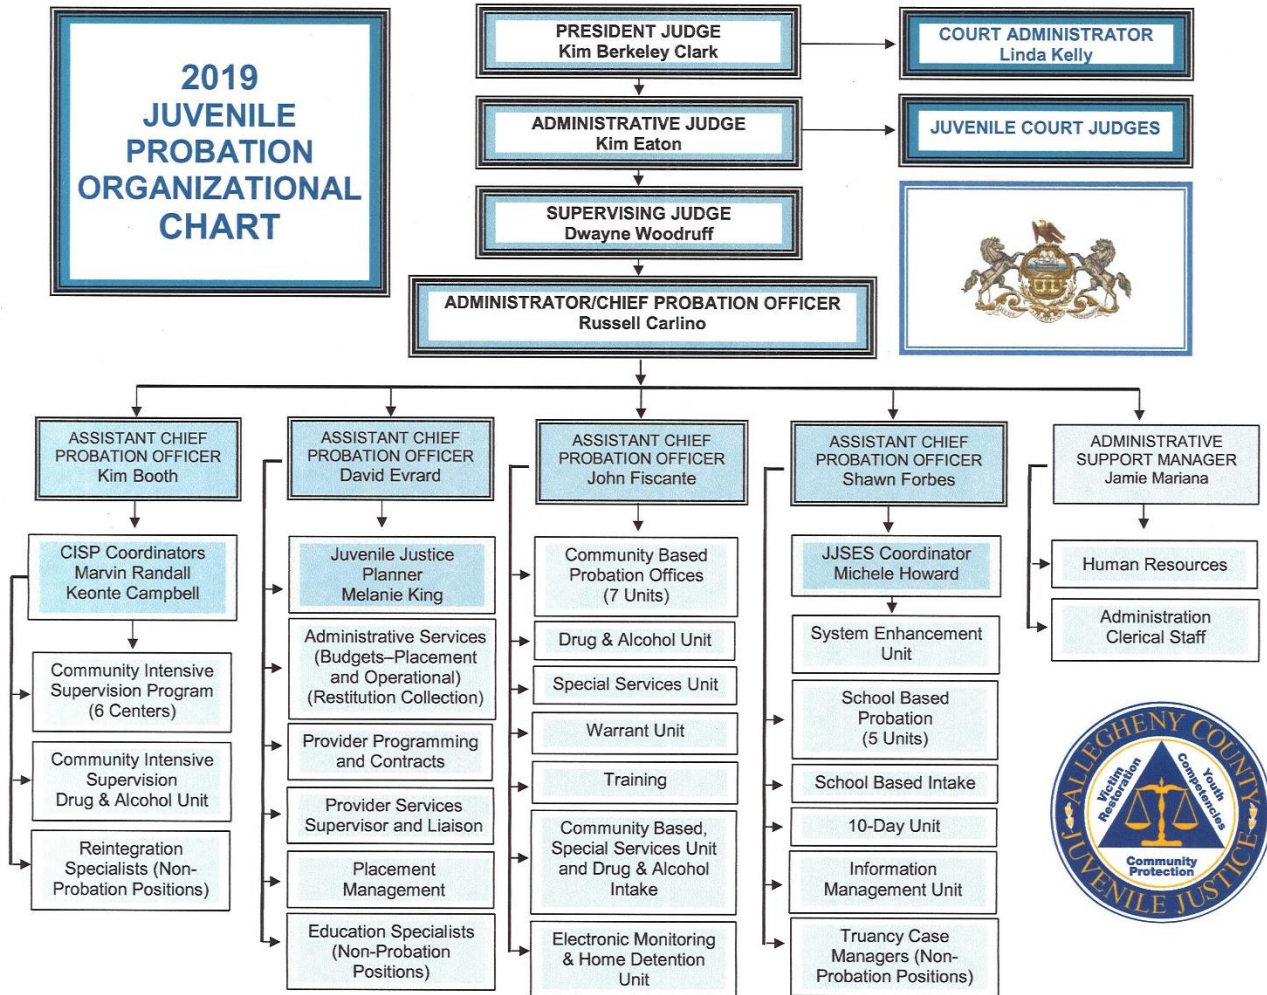 2019
JUVENILE
PROBATION
ORGANIZATIONAL
CHART
PRESIDENT JUDGE
Kim Berkeley Clark
COURT ADMINISTRATOR
Linda Kelly
ADMINISTRATIVE JUDGE
Kim Eaton
JUVENILE COURT JUDGES
SUPERVISING JUDGE
Dwayne Woodruff
ADMINISTRATOR/CHIEF PROBATION OFFICER
Russell Carlino
ASSISTANT CHIEF
PROBATION OFFICER
Kim Booth
CISP Coordinators
Marvin Randall
Keonte Campbell
Community Intensive
Supervision Program
(6 Centers)
Community Intensive
Supervision
Drug & Alcohol Unit
Reintegration
Specialists (Non-
Probation Positions)
ASSISTANT CHIEF
PROBATION OFFICER
David Evrard
Juvenile Justice
Planner
Melanie King
Administrative Services
(Budgets–Placement
and Operational)
(Restitution Collection)
Provider Programming
and Contracts
Provider Services
Supervisor and Liaison
Placement
Management
Education Specialists
(Non-Probation
Positions)
ASSISTANT CHIEF
PROBATION OFFICER
John Fiscante
Community Based
Probation Offices
(7 Units)
Drug & Alcohol Unit
Special Services Unit
Warrant Unit
Training
Community Based,
Special Services Unit
and Drug & Alcohol
Intake
Electronic Monitoring
& Home Detention
Unit
ASSISTANT CHIEF
PROBATION OFFICER
Shawn Forbes
JJSES Coordinator
Michele Howard
System Enhancement
Unit
School Based
Probation
(5 Units)
School Based Intake
10-Day Unit
Information
Management Unit
Truancy Case
Managers (Non-
Probation Positions)
ADMINISTRATIVE
SUPPORT MANAGER
Jamie Mariana
Human Resources
Administration
Clerical Staff
ALLEGHENY COUNTY
Victim
Restoration
Youth
Competencies
Community
Protection
JUVENILE JUSTICE